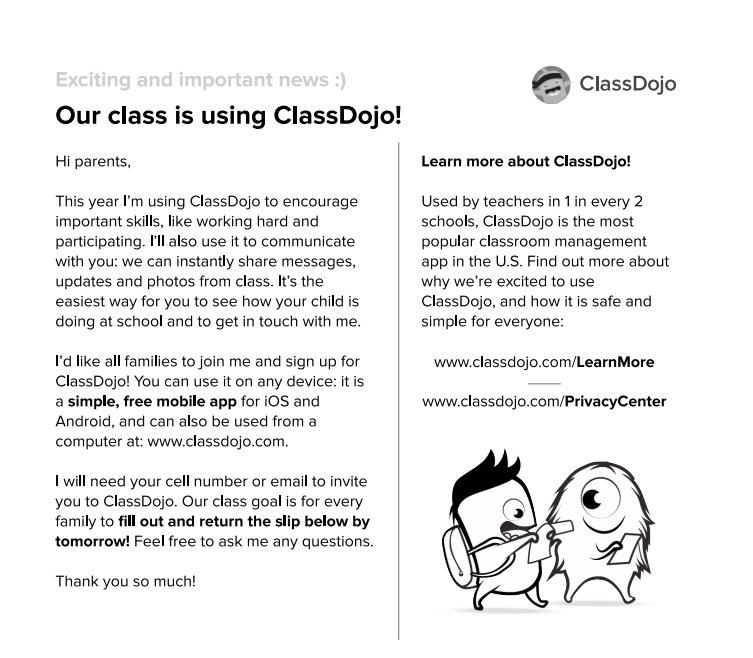 Exciting and important news :)
ClassDojo
Our class is using ClassDojo!
Hi parents,
This year I'm using ClassDojo to encourage
important skills, like working hard and
participating. I'll also use it to communicate
with you: we can instantly share messages,
updates and photos from class. It's the
easiest way for you to see how your child is
doing at school and to get in touch with me.
I'd like all families to join me and sign up for
ClassDojo! You can use it on any device: it is
a simple, free mobile app for iOS and
Android, and can also be used from a
computer at: www.classdojo.com.
I will need your cell number or email to invite
you to ClassDojo. Our class goal is for every
family to fill out and return the slip below by
tomorrow! Feel free to ask me any questions.
Thank you so much!
Learn more about ClassDojo!
Used by teachers in 1 in every 2
schools, ClassDojo is the most
popular classroom management
app in the U.S. Find out more about
why we're excited to use
ClassDojo, and how it is safe and
simple for everyone:
www.classdojo.com/LearnMore
www.classdojo.com/PrivacyCenter